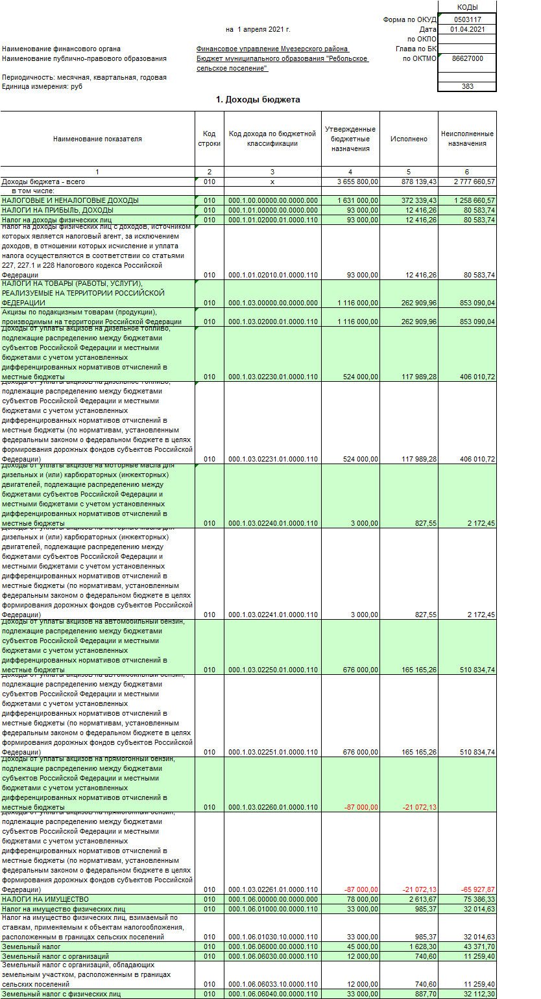 КОДЫ
Форма по ОКУД 0503117
на 1 апреля 2021 г. Дата 01.04.2021
по ОКПО
Наименование финансового органа Финансовое управление Муезерского района Глава по БК
Наименование публично-правового образования Бюджет муниципального образования "Ребольское по ОКТМО 86627000
сельское поселение"
Периодичность: месячная, квартальная, годовая
Единица измерения: руб 383
1. Доходы бюджета
Наименование показателя
Код
строки
Код дохода по бюджетной
классификации
Утвержденные
бюджетные
назначения
Исполнено
Неисполненные
назначения
1 2 3 4 5 6
Доходы бюджета - всего 010 x 3 655 800,00 878 139,43 2 777 660,57
в том числе:
НАЛОГОВЫЕ И НЕНАЛОГОВЫЕ ДОХОДЫ 010 000.1.00.00000.00.0000.000 1 631 000,00 372 339,43 1 258 660,57
НАЛОГИ НА ПРИБЫЛЬ, ДОХОДЫ 010 000.1.01.00000.00.0000.000 93 000,00 12 416,26 80 583,74
Налог на доходы физических лиц 010 000.1.01.02000.01.0000.110 93 000,00 12 416,26 80 583,74
Налог на доходы физических лиц с доходов, источником
которых является налоговый агент, за исключением
доходов, в отношении которых исчисление и уплата
налога осуществляются в соответствии со статьями
227, 227.1 и 228 Налогового кодекса Российской
Федерации 010 000.1.01.02010.01.0000.110 93 000,00 12 416,26 80 583,74
НАЛОГИ НА ТОВАРЫ (РАБОТЫ, УСЛУГИ),
РЕАЛИЗУЕМЫЕ НА ТЕРРИТОРИИ РОССИЙСКОЙ
ФЕДЕРАЦИИ 010 000.1.03.00000.00.0000.000 1 116 000,00 262 909,96 853 090,04
Акцизы по подакцизным товарам (продукции),
производимым на территории Российской Федерации 010 000.1.03.02000.01.0000.110 1 116 000,00 262 909,96 853 090,04
Доходы от уплаты акцизов на дизельное топливо,
подлежащие распределению между бюджетами
субъектов Российской Федерации и местными
бюджетами с учетом установленных
дифференцированных нормативов отчислений в
местные бюджеты 010 000.1.03.02230.01.0000.110 524 000,00 117 989,28 406 010,72
Доходы от уплаты акцизов на дизельное топливо,
подлежащие распределению между бюджетами
субъектов Российской Федерации и местными
бюджетами с учетом установленных
дифференцированных нормативов отчислений в
местные бюджеты (по нормативам, установленным
федеральным законом о федеральном бюджете в целях
формирования дорожных фондов субъектов Российской
Федерации) 010 000.1.03.02231.01.0000.110 524 000,00 117 989,28 406 010,72
Доходы от уплаты акцизов на моторные масла для
дизельных и (или) карбюраторных (инжекторных)
двигателей, подлежащие распределению между
бюджетами субъектов Российской Федерации и
местными бюджетами с учетом установленных
дифференцированных нормативов отчислений в
местные бюджеты 010 000.1.03.02240.01.0000.110 3 000,00 827,55 2 172,45
Доходы от уплаты акцизов на моторные масла для
дизельных и (или) карбюраторных (инжекторных)
двигателей, подлежащие распределению между
бюджетами субъектов Российской Федерации и
местными бюджетами с учетом установленных
дифференцированных нормативов отчислений в
местные бюджеты (по нормативам, установленным
федеральным законом о федеральном бюджете в целях
формирования дорожных фондов субъектов Российской
Федерации) 010 000.1.03.02241.01.0000.110 3 000,00 827,55 2 172,45
Доходы от уплаты акцизов на автомобильный бензин,
подлежащие распределению между бюджетами
субъектов Российской Федерации и местными
бюджетами с учетом установленных
дифференцированных нормативов отчислений в
местные бюджеты 010 000.1.03.02250.01.0000.110 676 000,00 165 165,26 510 834,74
Доходы от уплаты акцизов на автомобильный бензин,
подлежащие распределению между бюджетами
субъектов Российской Федерации и местными
бюджетами с учетом установленных
дифференцированных нормативов отчислений в
местные бюджеты (по нормативам, установленным
федеральным законом о федеральном бюджете в целях
формирования дорожных фондов субъектов Российской
Федерации) 010 000.1.03.02251.01.0000.110 676 000,00 165 165,26 510 834,74
Доходы от уплаты акцизов на прямогонный бензин,
подлежащие распределению между бюджетами
субъектов Российской Федерации и местными
бюджетами с учетом установленных
дифференцированных нормативов отчислений в
местные бюджеты 010 000.1.03.02260.01.0000.110 -87 000,00 -21 072,13
Доходы от уплаты акцизов на прямогонный бензин,
подлежащие распределению между бюджетами
субъектов Российской Федерации и местными
бюджетами с учетом установленных
дифференцированных нормативов отчислений в
местные бюджеты (по нормативам, установленным
федеральным законом о федеральном бюджете в целях
формирования дорожных фондов субъектов Российской
Федерации) 010 000.1.03.02261.01.0000.110 -87 000,00 -21 072,13 -65 927,87
НАЛОГИ НА ИМУЩЕСТВО 010 000.1.06.00000.00.0000.000 78 000,00 2 613,67 75 386,33
Налог на имущество физических лиц 010 000.1.06.01000.00.0000.110 33 000,00 985,37 32 014,63
Налог на имущество физических лиц, взимаемый по
ставкам, применяемым к объектам налогообложения,
расположенным в границах сельских поселений 010 000.1.06.01030.10.0000.110 33 000,00 985,37 32 014,63
Земельный налог 010 000.1.06.06000.00.0000.110 45 000,00 1 628,30 43 371,70
Земельный налог с организаций 010 000.1.06.06030.00.0000.110 12 000,00 740,60 11 259,40
Земельный налог с организаций, обладающих
земельным участком, расположенным в границах
сельских поселений 010 000.1.06.06033.10.0000.110 12 000,00 740,60 11 259,40
Земельный налог с физических лиц 010 000.1.06.06040.00.0000.110 33 000,00 887,70 32 112,30